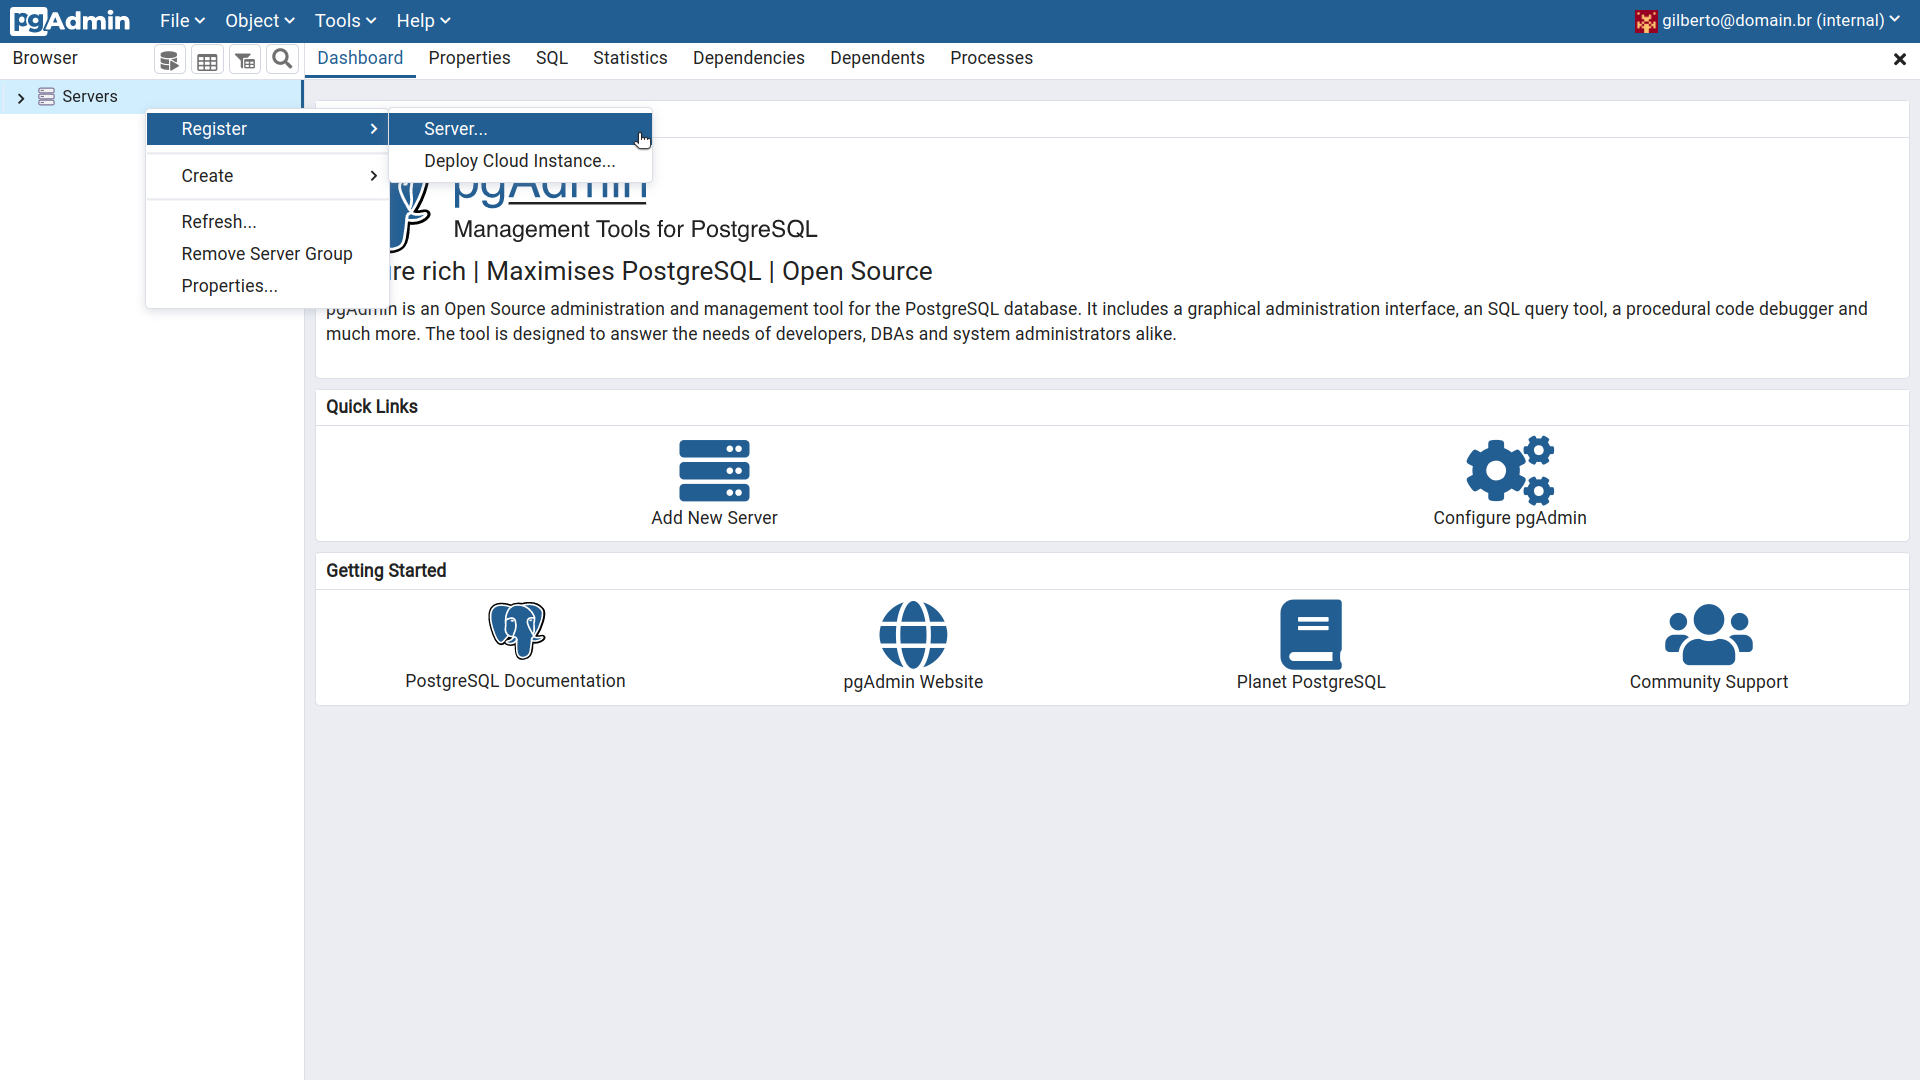 pgAdmin File Object Tools Help gilberto@domain.br (internal)
Browser Dashboard Properties SQL Statistics Dependencies Dependents Processes
Servers
Register
Create
Refresh...
Remove Server Group
Properties...
Server...
Deploy Cloud Instance...
pgAdmin
Management Tools for PostgreSQL
re rich | Maximises PostgreSQL | Open Source
pgAdmin is an Open Source administration and management tool for the PostgreSQL database. It includes a graphical administration interface, an SQL query tool, a procedural code debugger and
much more. The tool is designed to answer the needs of developers, DBAs and system administrators alike.
Quick Links
Add New Server Configure pgAdmin
Getting Started
PostgreSQL Documentation pgAdmin Website Planet PostgreSQL Community Support